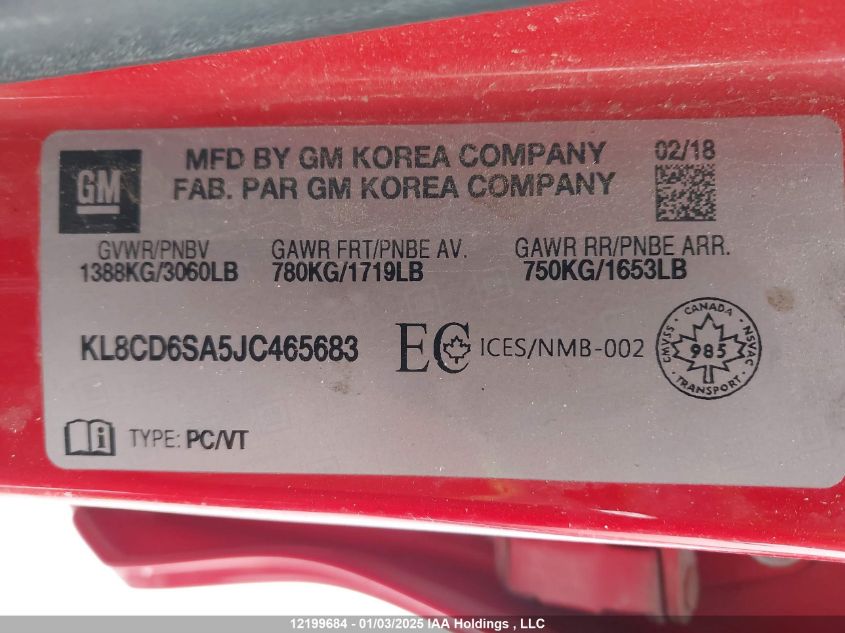 GM
MFD BY GM KOREA COMPANY
FAB. PAR GM KOREA COMPANY
02/18
GVWR/PNBV
1388KG/3060LB
GAWR FRT/PNBE AV.
780KG/1719LB
GAWR RR/PNBE ARR.
750KG/1653LB
KL8CD6SA5JC465683
EC ICES/NMB-002
CANADA
CMVSS
985
NSVAC
TRANSPORT
i TYPE: PC/VT
12199684 - 01/03/2025 IAA Holdings, LLC